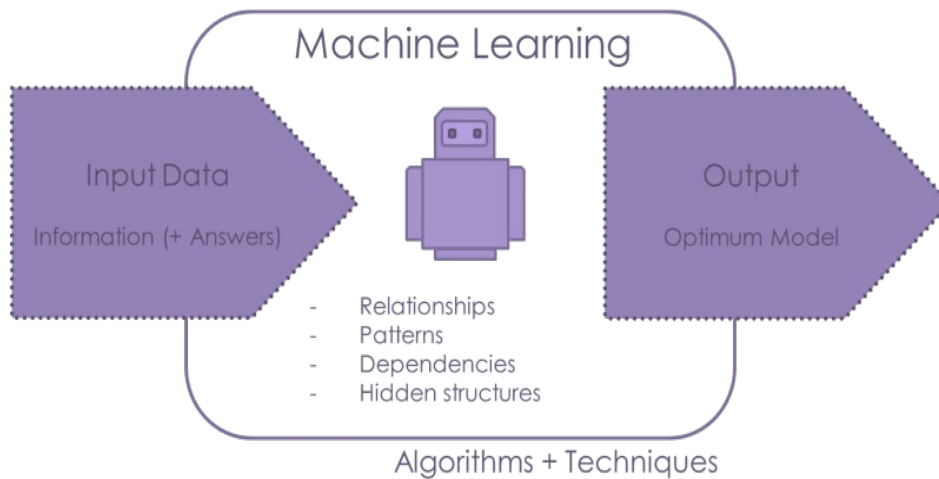 Machine Learning
Input Data
Information (+ Answers)
Output
Optimum Model
- Relationships
- Patterns
- Dependencies
- Hidden structures
Algorithms + Techniques